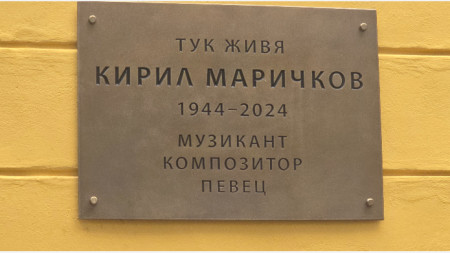 ТУК ЖИВЯ
КИРИЛ МАРИЧКОВ
1944–2024
МУЗИКАНТ
КОМПОЗИТОР
ПЕВЕЦ